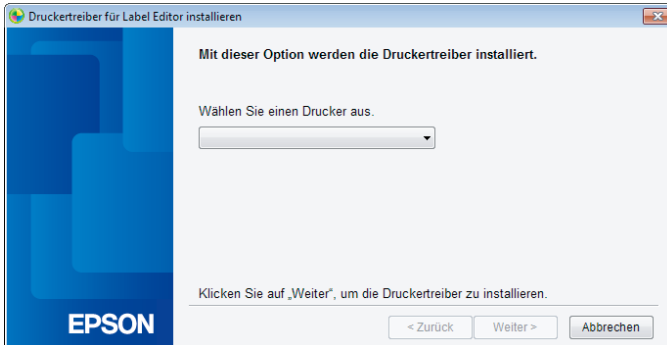 Druckertreiber für Label Editor installieren
Mit dieser Option werden die Druckertreiber installiert.
Wählen Sie einen Drucker aus.
Klicken Sie auf „Weiter“, um die Druckertreiber zu installieren.
EPSON
< Zurück
Weiter >
Abbrechen